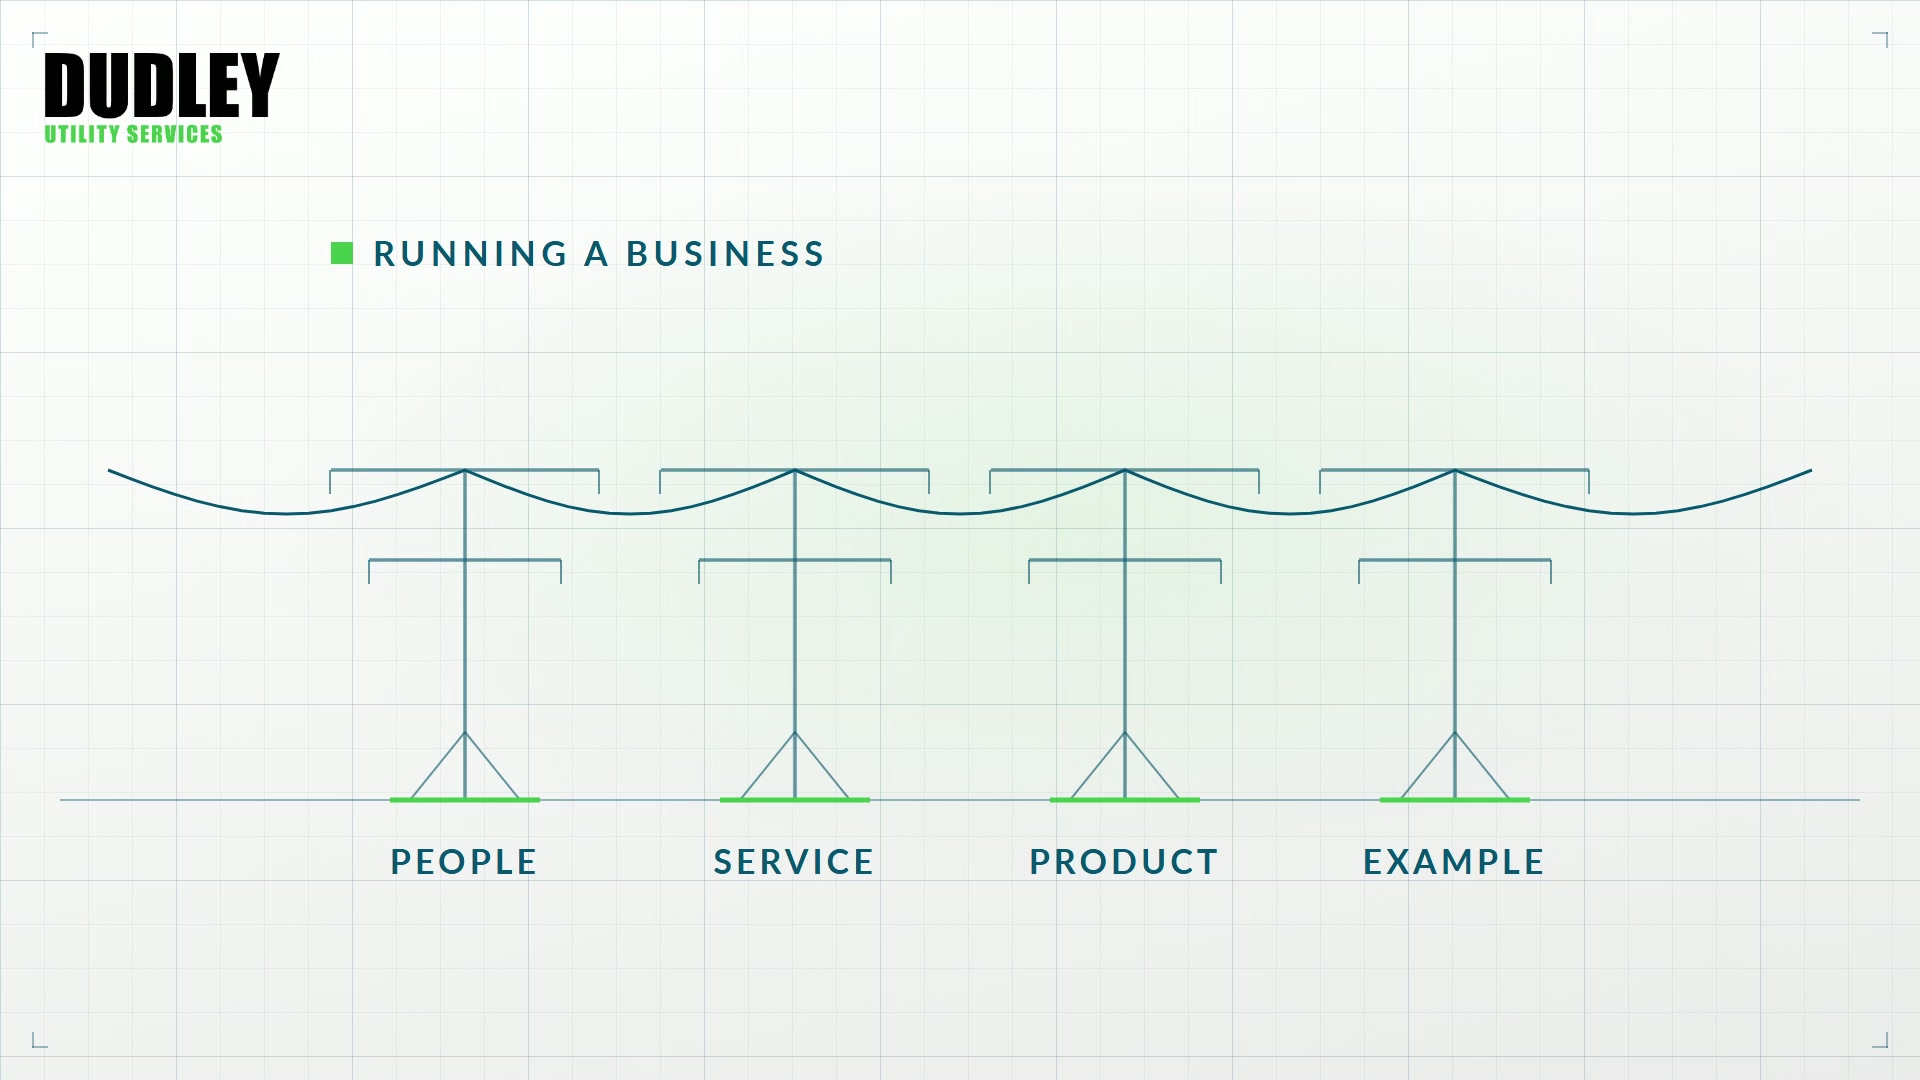 DUDLEY
UTILITY SERVICES
RUNNING A BUSINESS
PEOPLE
SERVICE
PRODUCT
EXAMPLE